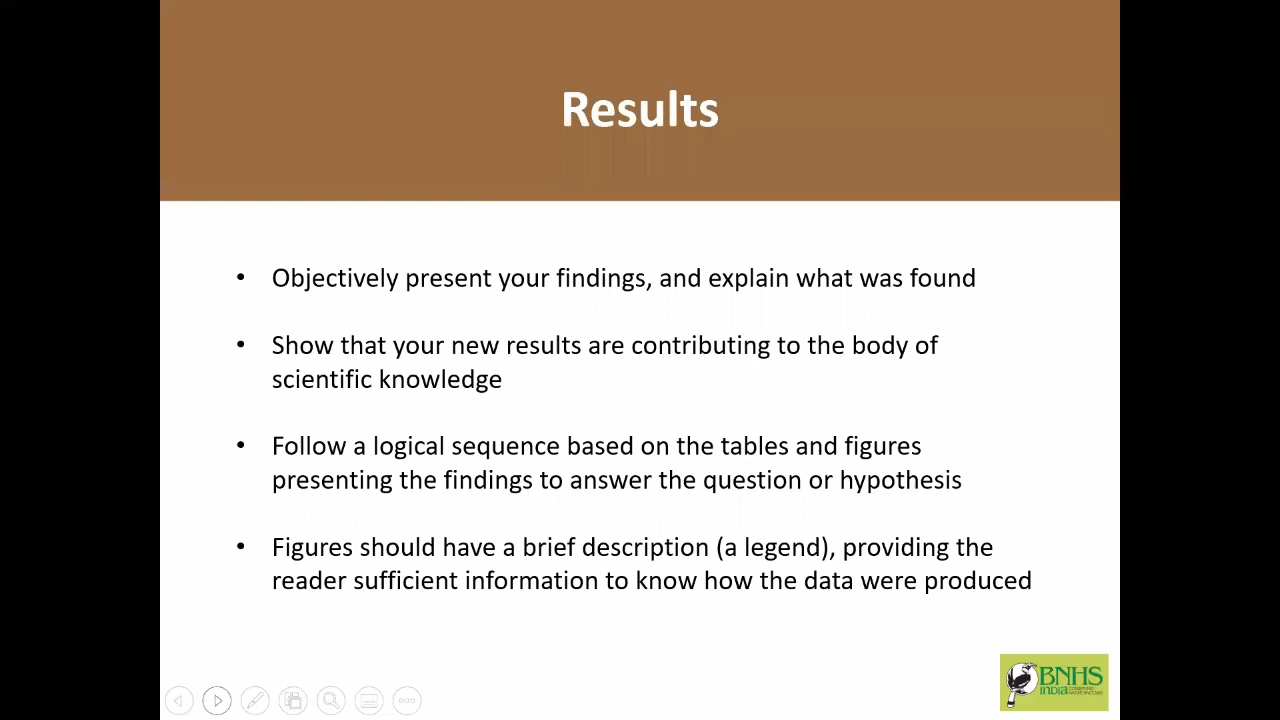 Results
• Objectively present your findings, and explain what was found
• Show that your new results are contributing to the body of
scientific knowledge
• Follow a logical sequence based on the tables and figures
presenting the findings to answer the question or hypothesis
• Figures should have a brief description (a legend), providing the
reader sufficient information to know how the data were produced
BNHS
INDIA